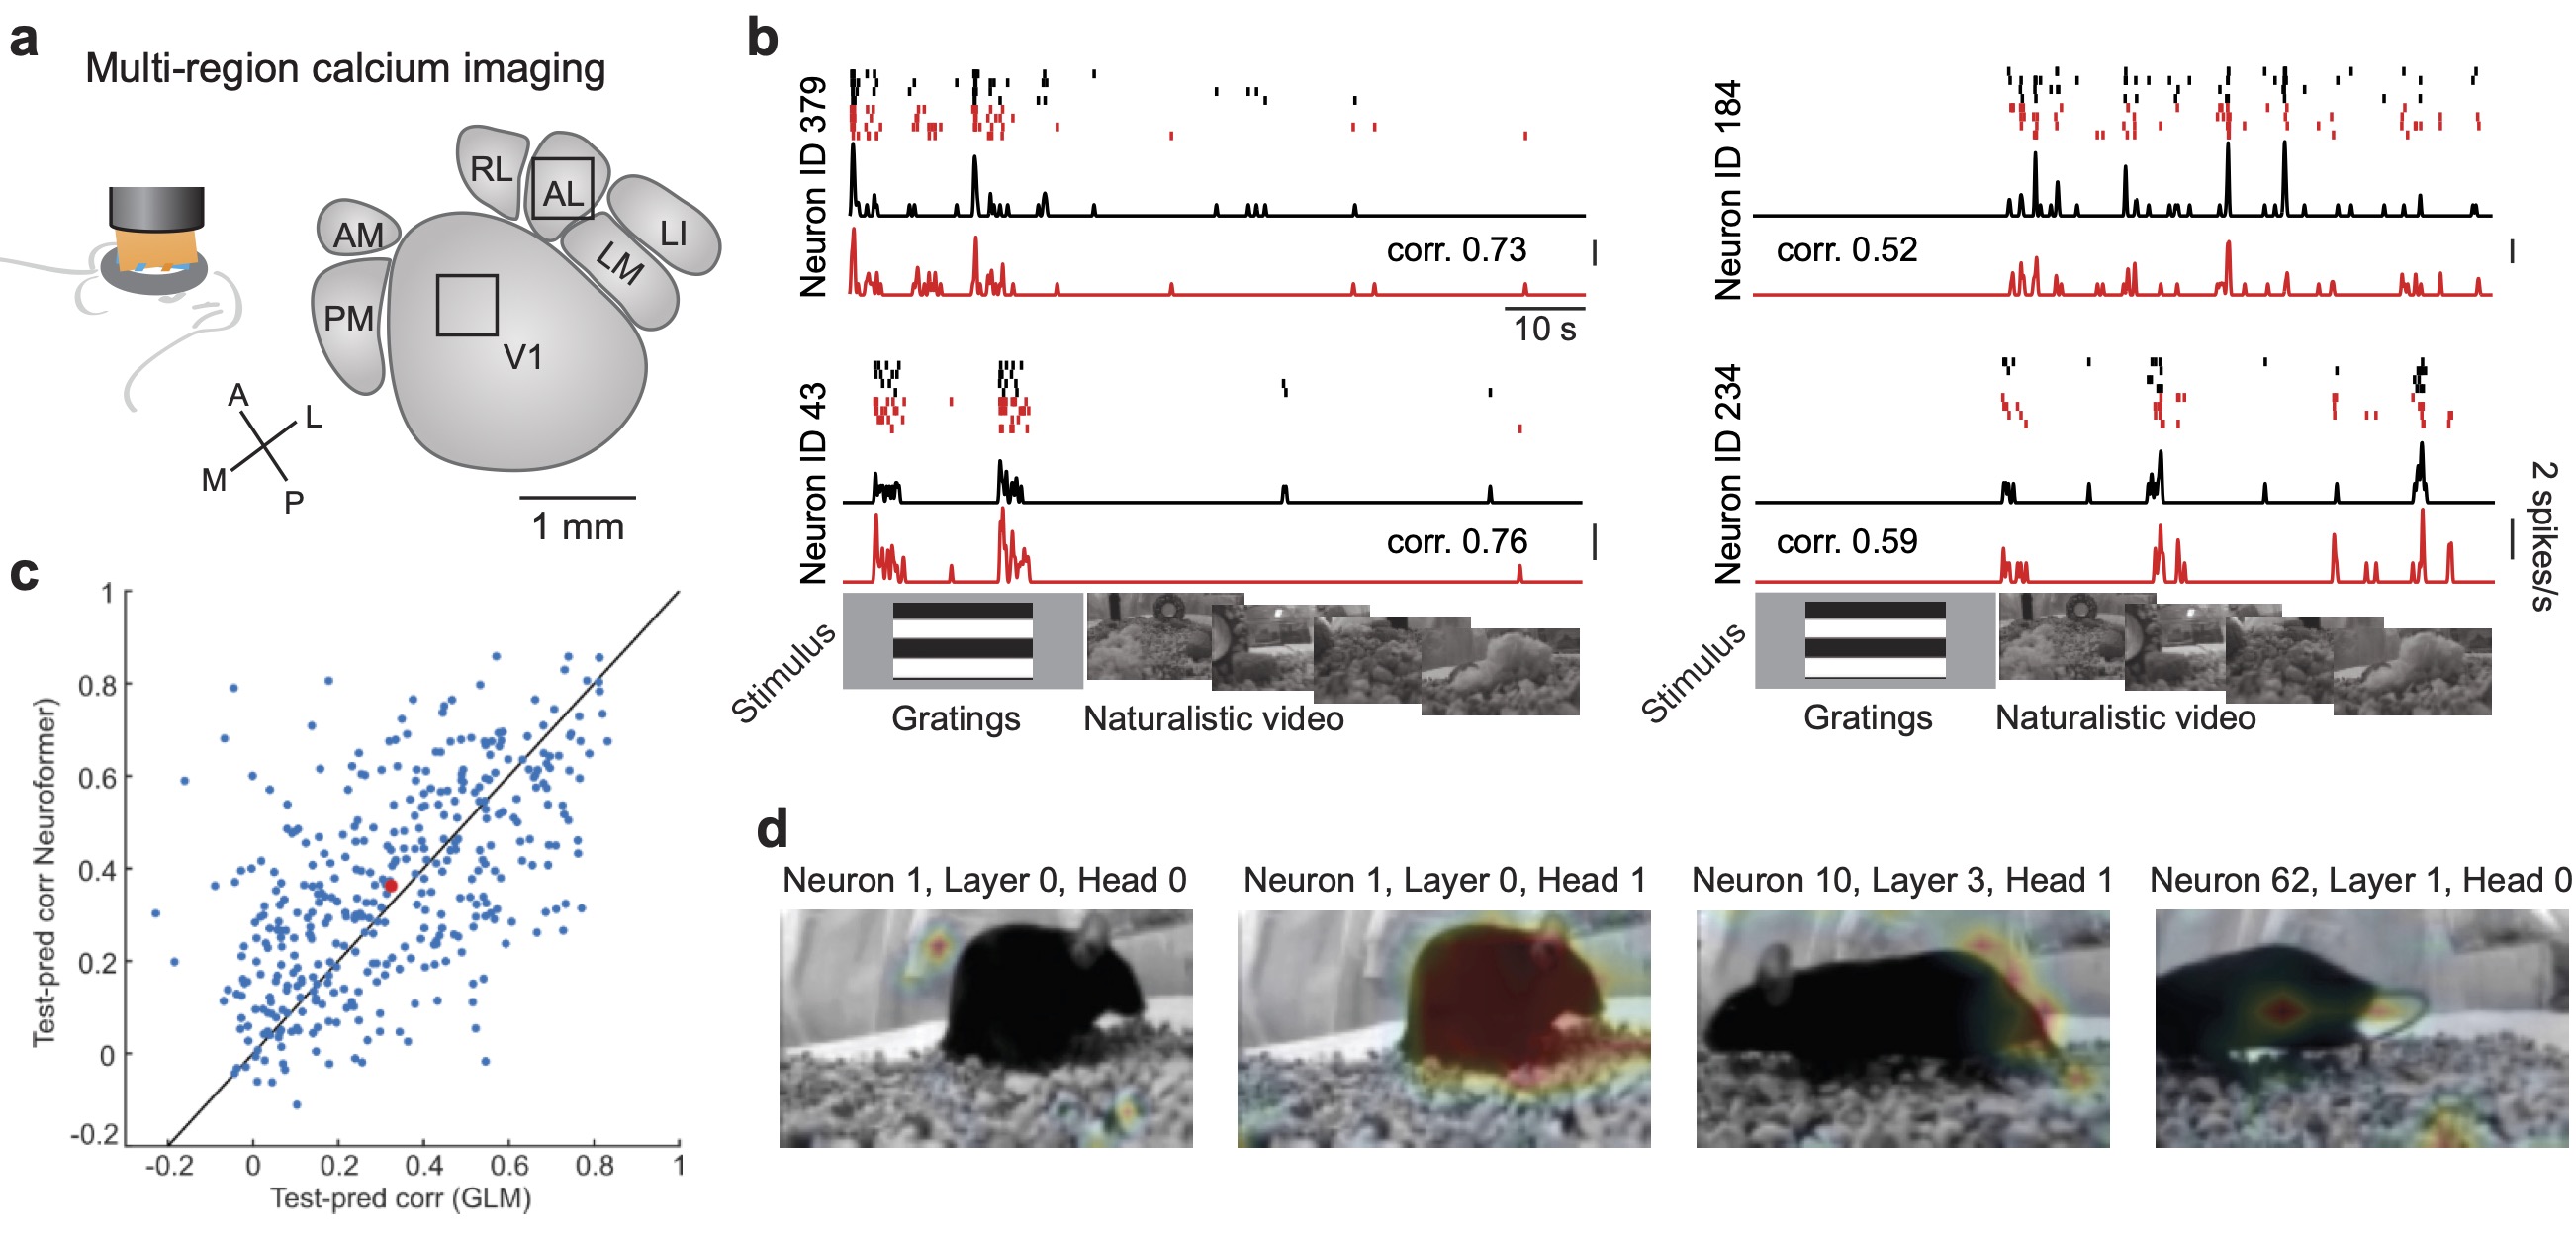 a
Multi-region calcium imaging
RL
AL
LI
AM
LM
PM
V1
A
L
M
P
1 mm
b
Neuron ID 379
corr. 0.73
10 s
Neuron ID 184
corr. 0.52
Neuron ID 43
corr. 0.76
Neuron ID 234
corr. 0.59
2 spikes/s
Stimulus
Gratings
Naturalistic video
Stimulus
Gratings
Naturalistic video
c
Test-pred corr Neuroformer)
1
0.8
0.6
0.4
0.2
0
-0.2
-0.2
0
0.2
0.4
0.6
0.8
1
Test-pred corr (GLM)
d
Neuron 1, Layer 0, Head 0
Neuron 1, Layer 0, Head 1
Neuron 10, Layer 3, Head 1
Neuron 62, Layer 1, Head 0